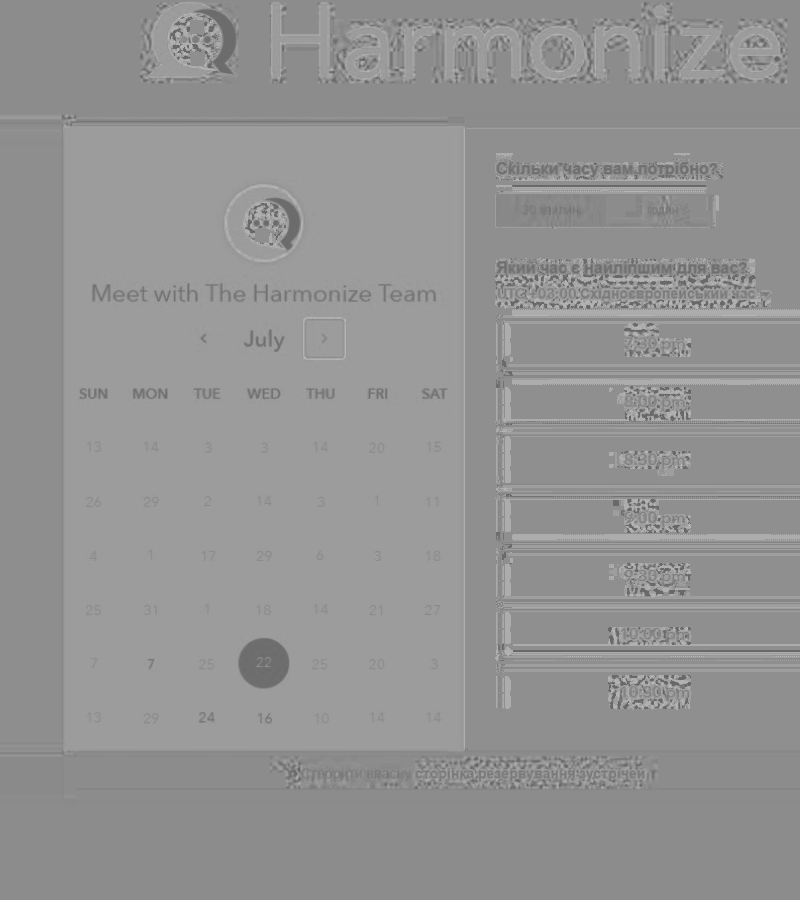 Harmonize
Meet with The Harmonize Team
‹ July ›
SUN MON TUE WED THU FRI SAT
13 14 3 3 14 20 15
26 29 2 14 3 1 11
4 1 17 29 6 3 18
25 31 1 18 14 21 27
7 7 25 22 25 20 3
13 29 24 16 10 14 14
Скільки часу вам потрібно?
30 хвилин 1 годин
Який час є найліпшим для вас?
UTC +03:00 Східноєвропейський час
7:30 pm
8:00 pm
8:30 pm
9:00 pm
9:30 pm
10:00 pm
10:30 pm
Створити власну сторінка резервування зустрічей